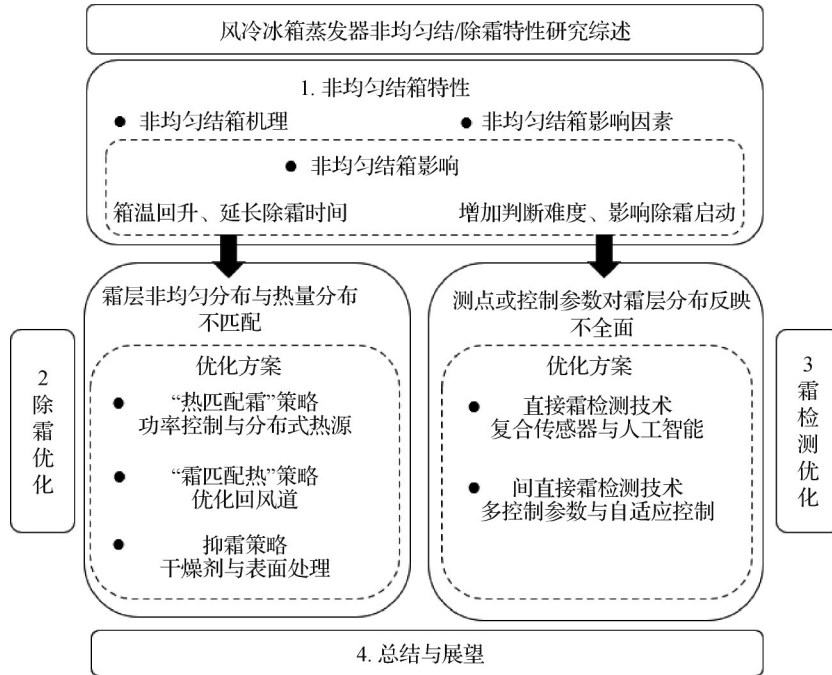 风冷冰箱蒸发器非均匀结/除霜特性研究综述
1. 非均匀结箱特性
● 非均匀结箱机理
● 非均匀结箱影响因素
● 非均匀结箱影响
箱温回升、延长除霜时间
增加判断难度、影响除霜启动
2
除
霜
优
化
霜层非均匀分布与热量分布
不匹配
优化方案
● “热匹配霜”策略
功率控制与分布式热源
● “霜匹配热”策略
优化回风道
● 抑霜策略
干燥剂与表面处理
测点或控制参数对霜层分布反映
不全面
优化方案
● 直接霜检测技术
复合传感器与人工智能
● 间直接霜检测技术
多控制参数与自适应控制
3
霜
检
测
优
化
4. 总结与展望